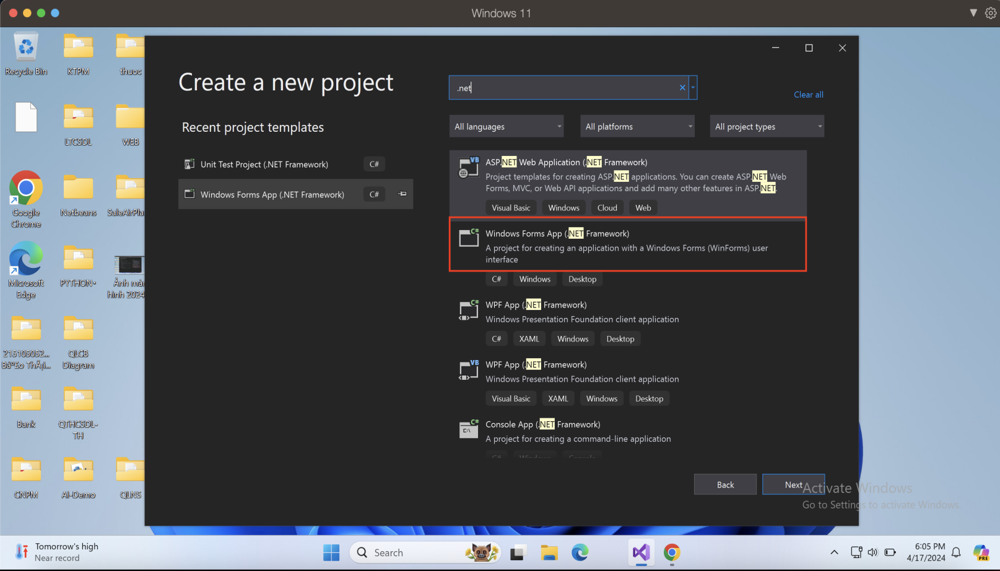 Windows 11
Recycle Bin
KTPM
thuoc
LTCSDL
WEB
Google
Chrome
Netbeans
SaleAirPla
Microsoft
Edge
PYTHON
Ảnh mà
hình 2024
215105052...
QLCB
Diagram
Bank
QTHCSDL-
TH
CNPM
AI-Demo
QLNS
Create a new project
Recent project templates
Unit Test Project (.NET Framework)
C#
Windows Forms App (.NET Framework)
C#
.net
Clear all
All languages
All platforms
All project types
VB
ASP.NET Web Application (.NET Framework)
Project templates for creating ASP.NET applications. You can create ASP.NET Web
Forms, MVC, or Web API applications and add many other features in ASP.NET.
Visual Basic
Windows
Cloud
Web
C#
Windows Forms App (.NET Framework)
A project for creating an application with a Windows Forms (WinForms) user
interface
C#
Windows
Desktop
C#
WPF App (.NET Framework)
Windows Presentation Foundation client application
C#
XAML
Windows
Desktop
VB
WPF App (.NET Framework)
Windows Presentation Foundation client application
Visual Basic
XAML
Windows
Desktop
C#
Console App (.NET Framework)
A project for creating a command-line application
C#
Windows
Console
Back
Next
Activate Windows
Go to Settings to activate Windows.
Tomorrow's high
Near record
Search
6:05 PM
4/17/2024
PRE